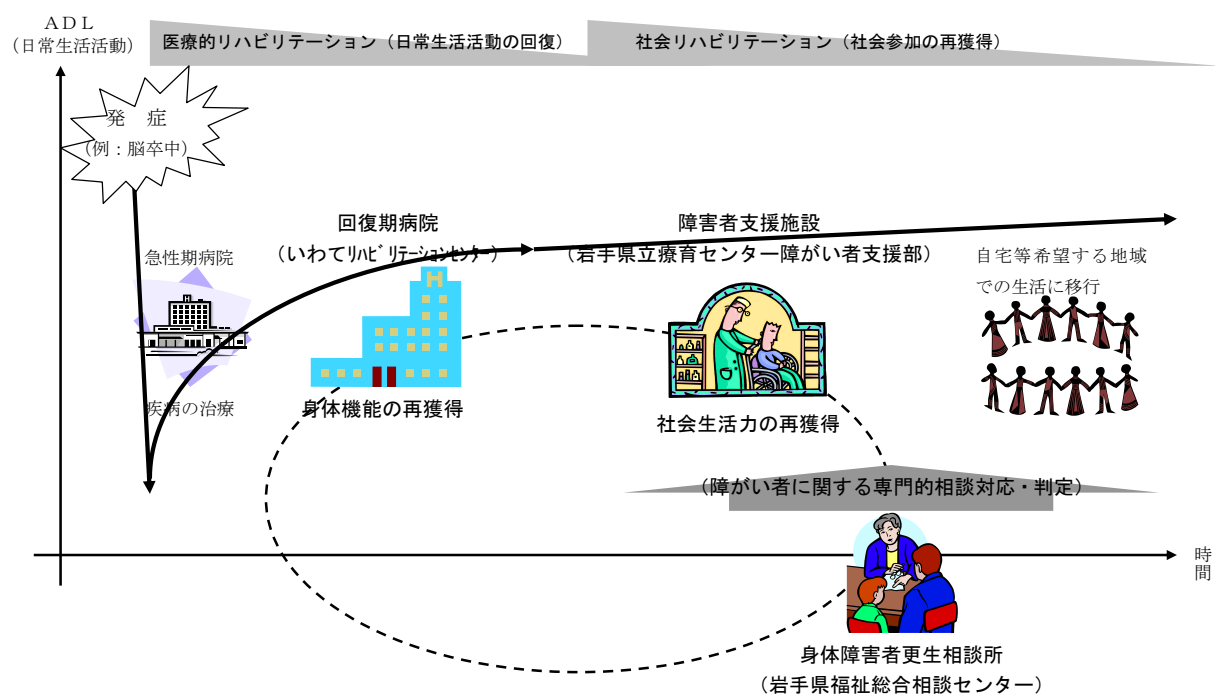 ADL
（日常生活活動）
医療的リハビリテーション（日常生活活動の回復）
社会リハビリテーション（社会参加の再獲得）
発　症
（例：脳卒中）
急性期病院
疾病の治療
回復期病院
（いわてﾘﾊﾋﾞﾘﾃｰｼｮﾝｾﾝﾀｰ）
H
身体機能の再獲得
障害者支援施設
（岩手県立療育センター障がい者支援部）
社会生活力の再獲得
自宅等希望する地域
での生活に移行
（障がい者に関する専門的相談対応・判定）
時
間
身体障害者更生相談所
（岩手県福祉総合相談センター）